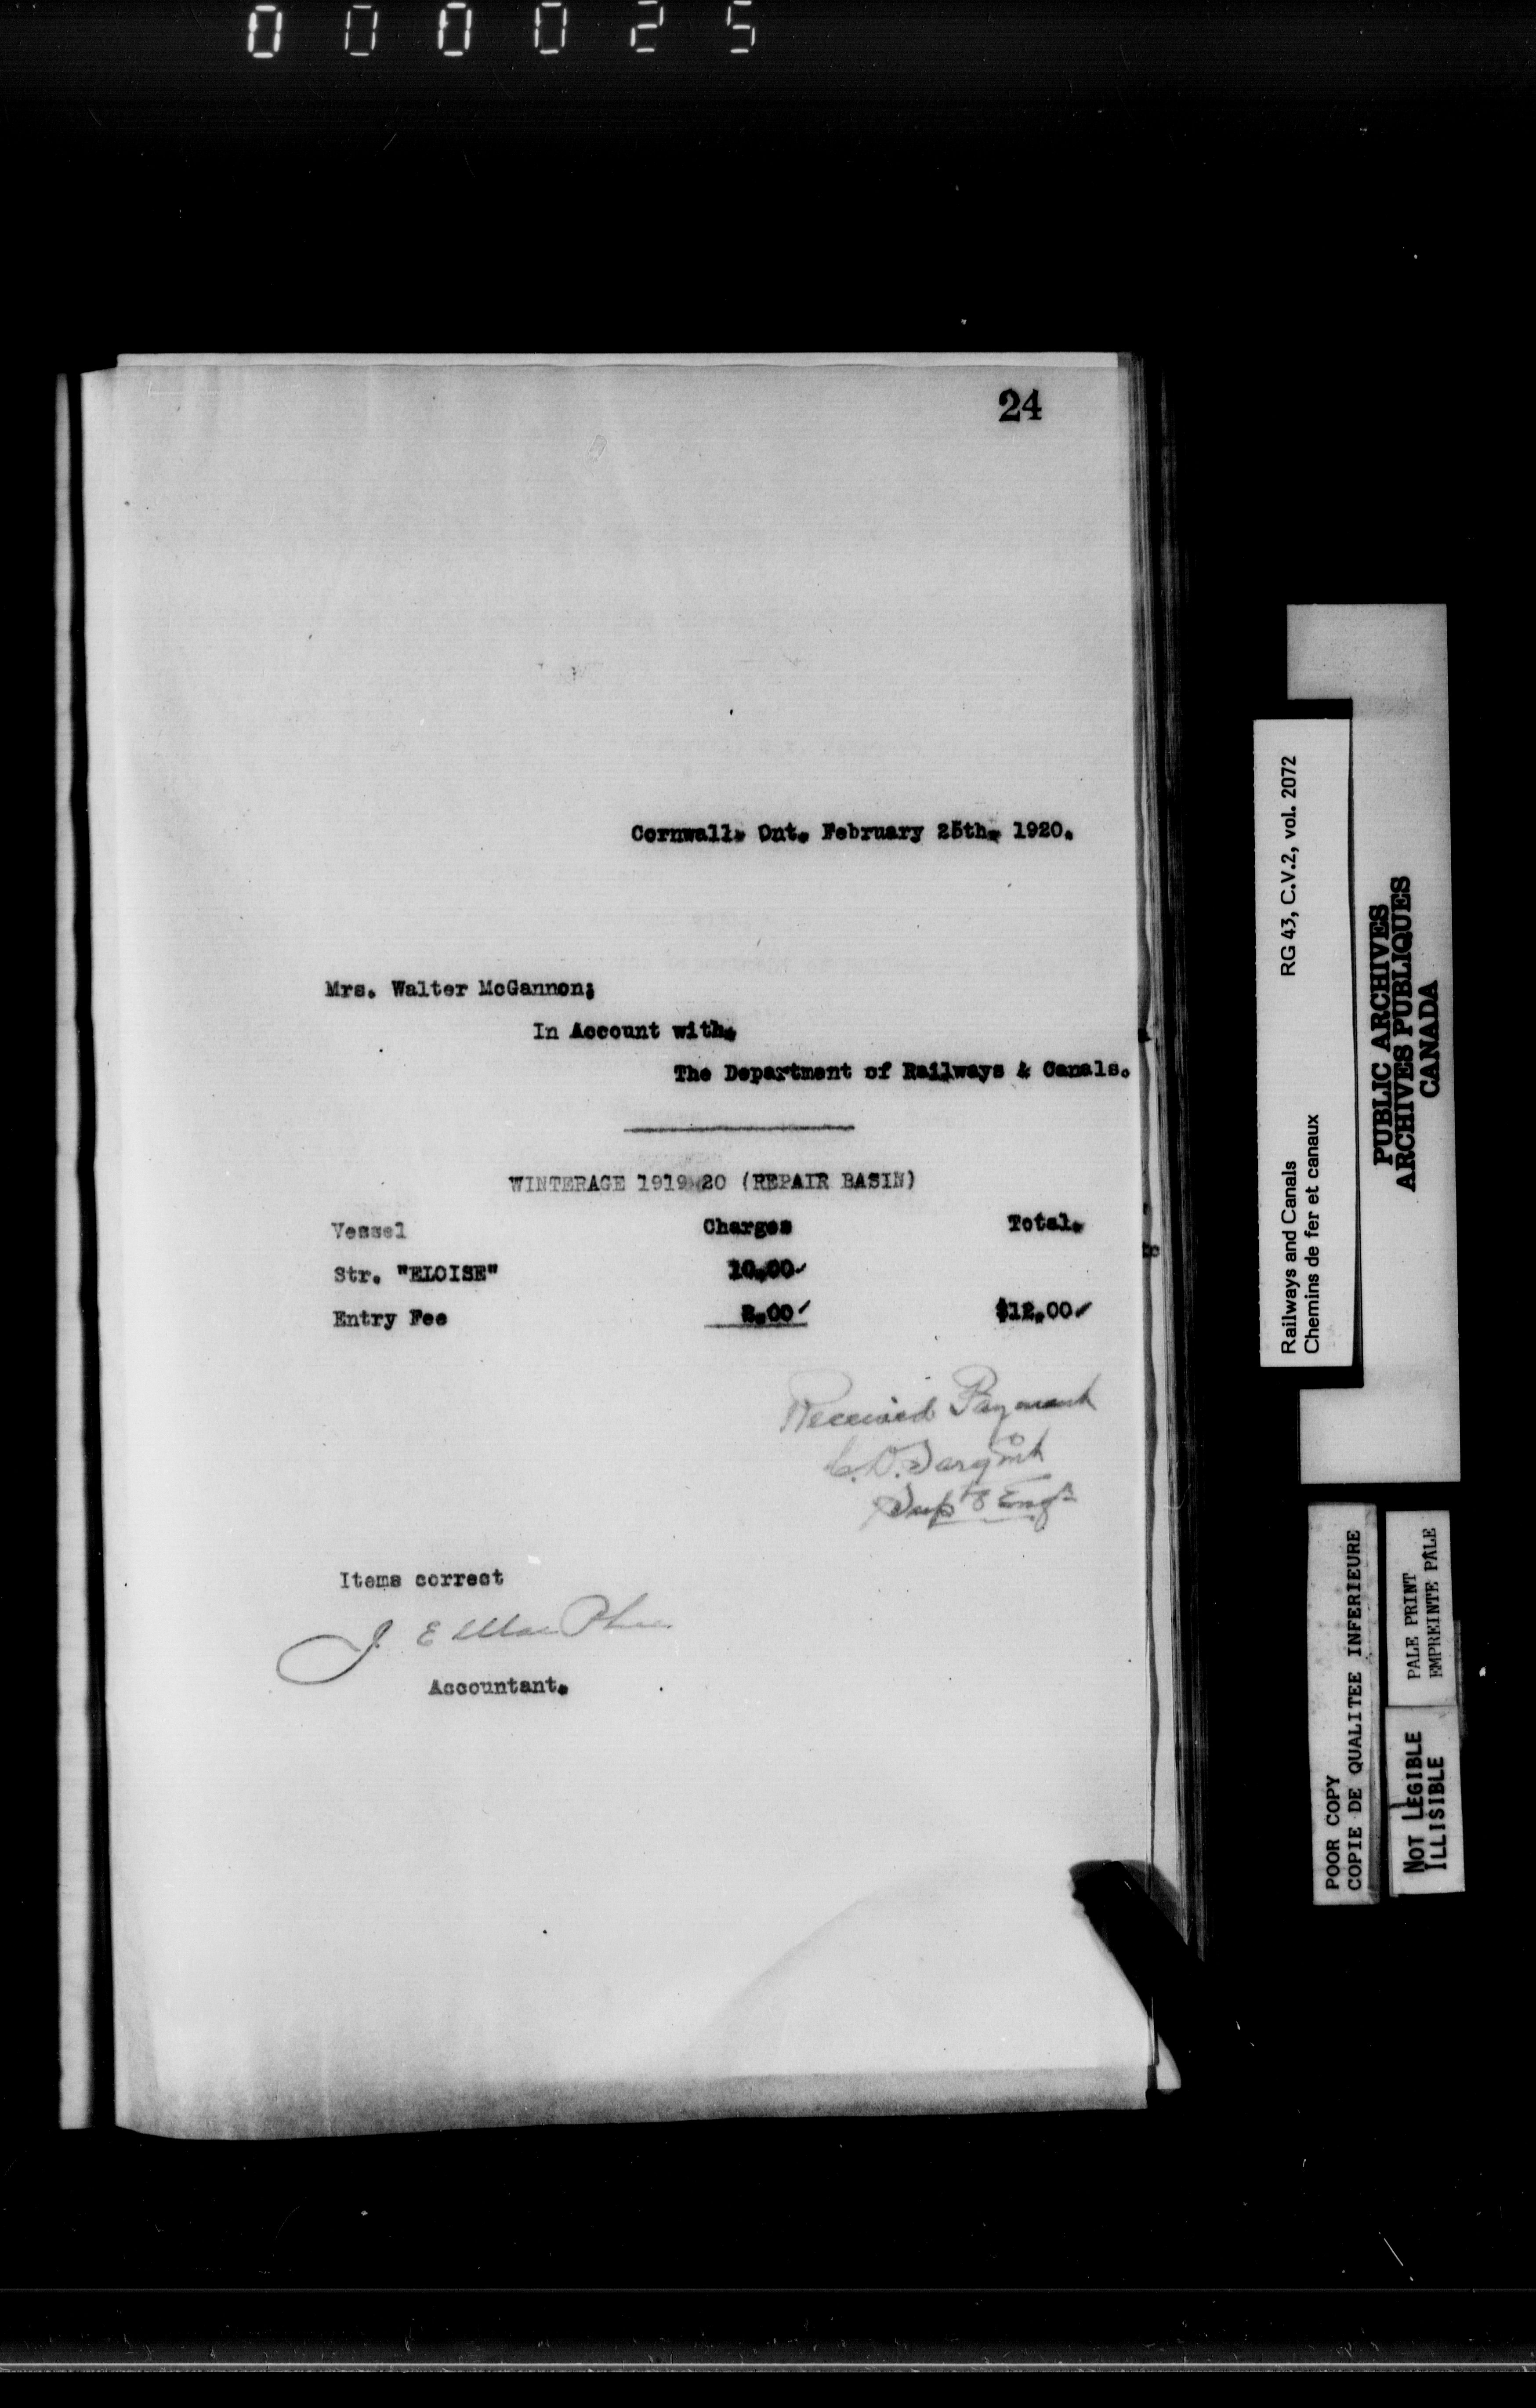 000025
24
Cornwall, Ont. February 25th, 1920.
Mrs. Walter McGannon;
In Account with,
The Department of Railways & Canals.
WINTERAGE 1919-20 (REPAIR BASIN)
Vessel Charges Total.
Str. "ELOISE" 10.00
Entry Fee 2.00 $12.00
Received Payment
C. D. Sargent
Supt & Engr
Items correct
J. E.
Accountant.
Railways and Canals RG 43, C.V.2, vol. 2072
Chemins de fer et canaux
PUBLIC ARCHIVES
ARCHIVES PUBLIQUES
CANADA
POOR COPY
COPIE DE QUALITEE INFERIEURE
PALE PRINT
EMPREINTE PÂLE
NOT LEGIBLE
ILLISIBLE